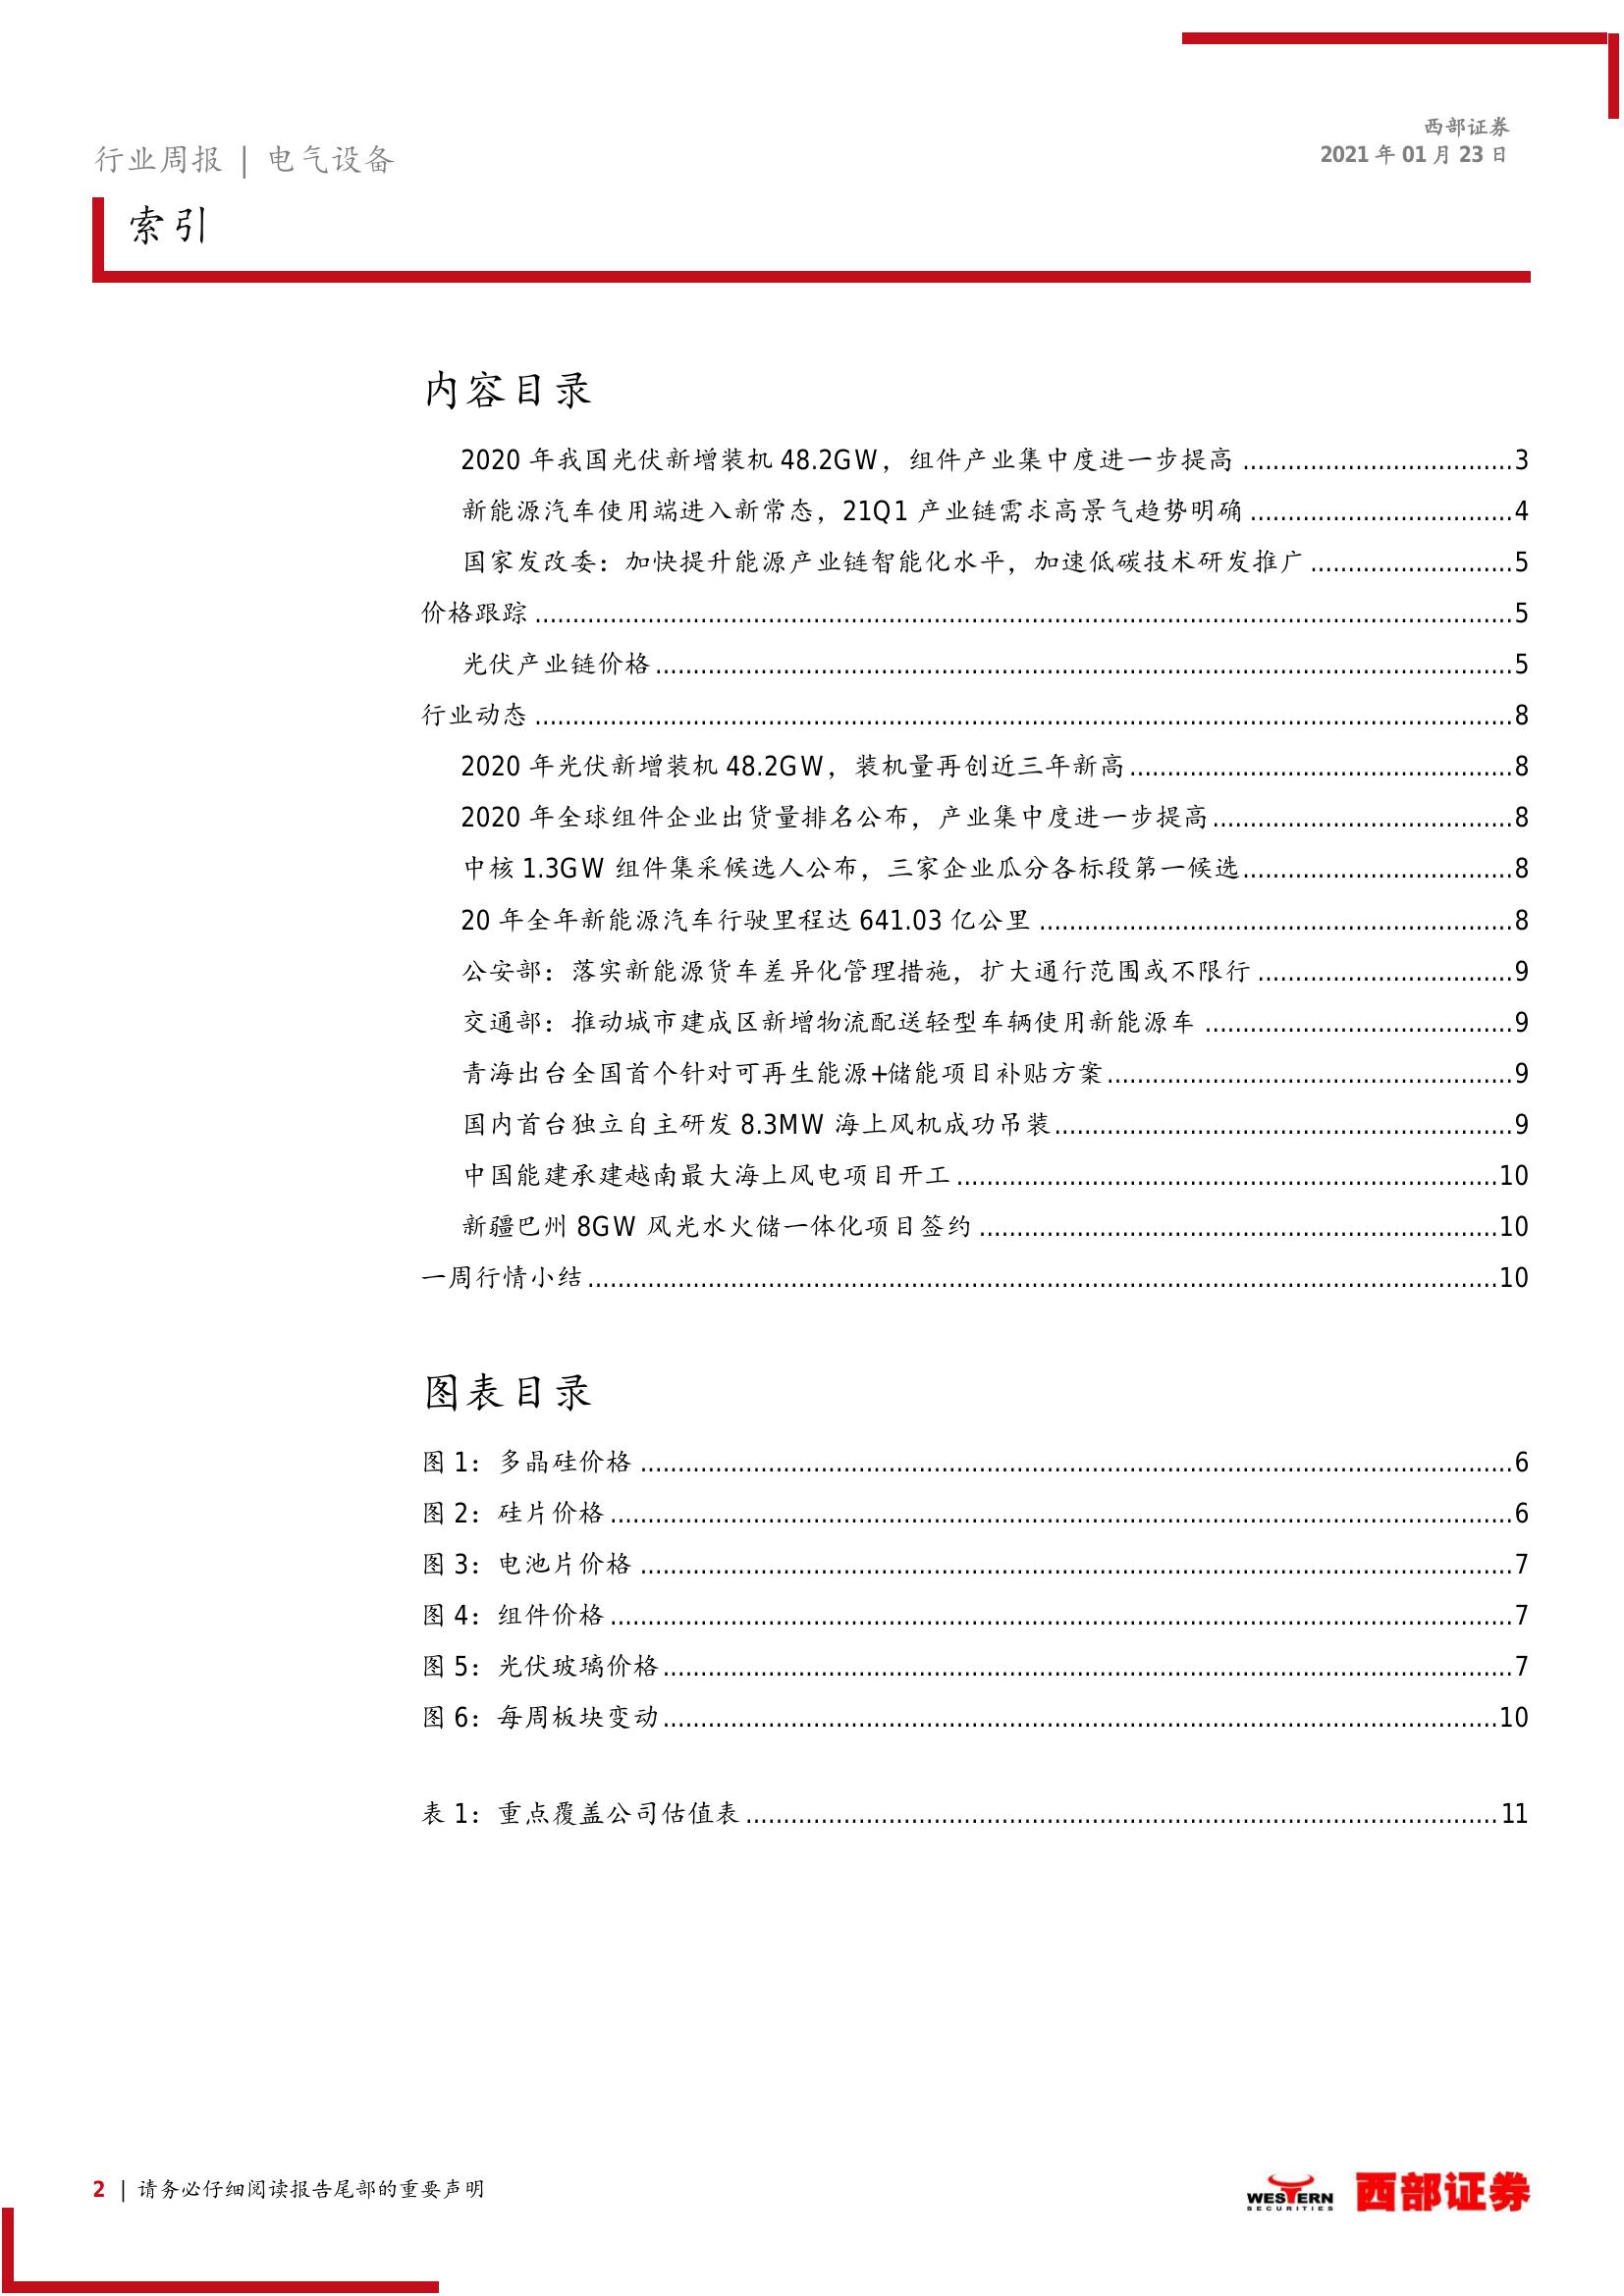 西部证券
行业周报 | 电气设备
2021 年 01 月 23 日
索引
内容目录
2020 年我国光伏新增装机 48.2GW，组件产业集中度进一步提高 ....................................3
新能源汽车使用端进入新常态，21Q1 产业链需求高景气趋势明确 ...................................4
国家发改委：加快提升能源产业链智能化水平，加速低碳技术研发推广 ...........................5
价格跟踪 ...................................................................................................................................5
光伏产业链价格...................................................................................................................5
行业动态 ...................................................................................................................................8
2020 年光伏新增装机 48.2GW，装机量再创近三年新高...................................................8
2020 年全球组件企业出货量排名公布，产业集中度进一步提高........................................8
中核 1.3GW 组件集采候选人公布，三家企业瓜分各标段第一候选....................................8
20 年全年新能源汽车行驶里程达 641.03 亿公里 ...............................................................8
公安部：落实新能源货车差异化管理措施，扩大通行范围或不限行 ..................................9
交通部：推动城市建成区新增物流配送轻型车辆使用新能源车 .........................................9
青海出台全国首个针对可再生能源+储能项目补贴方案......................................................9
国内首台独立自主研发 8.3MW 海上风机成功吊装.............................................................9
中国能建承建越南最大海上风电项目开工 ........................................................................10
新疆巴州 8GW 风光水火储一体化项目签约 .....................................................................10
一周行情小结 .........................................................................................................................10
图表目录
图 1：多晶硅价格 .....................................................................................................................6
图 2：硅片价格 .........................................................................................................................6
图 3：电池片价格 .....................................................................................................................7
图 4：组件价格 .........................................................................................................................7
图 5：光伏玻璃价格..................................................................................................................7
图 6：每周板块变动................................................................................................................10
表 1：重点覆盖公司估值表 ....................................................................................................11
2 | 请务必仔细阅读报告尾部的重要声明
WESTERN
SECURITIES
西部证券